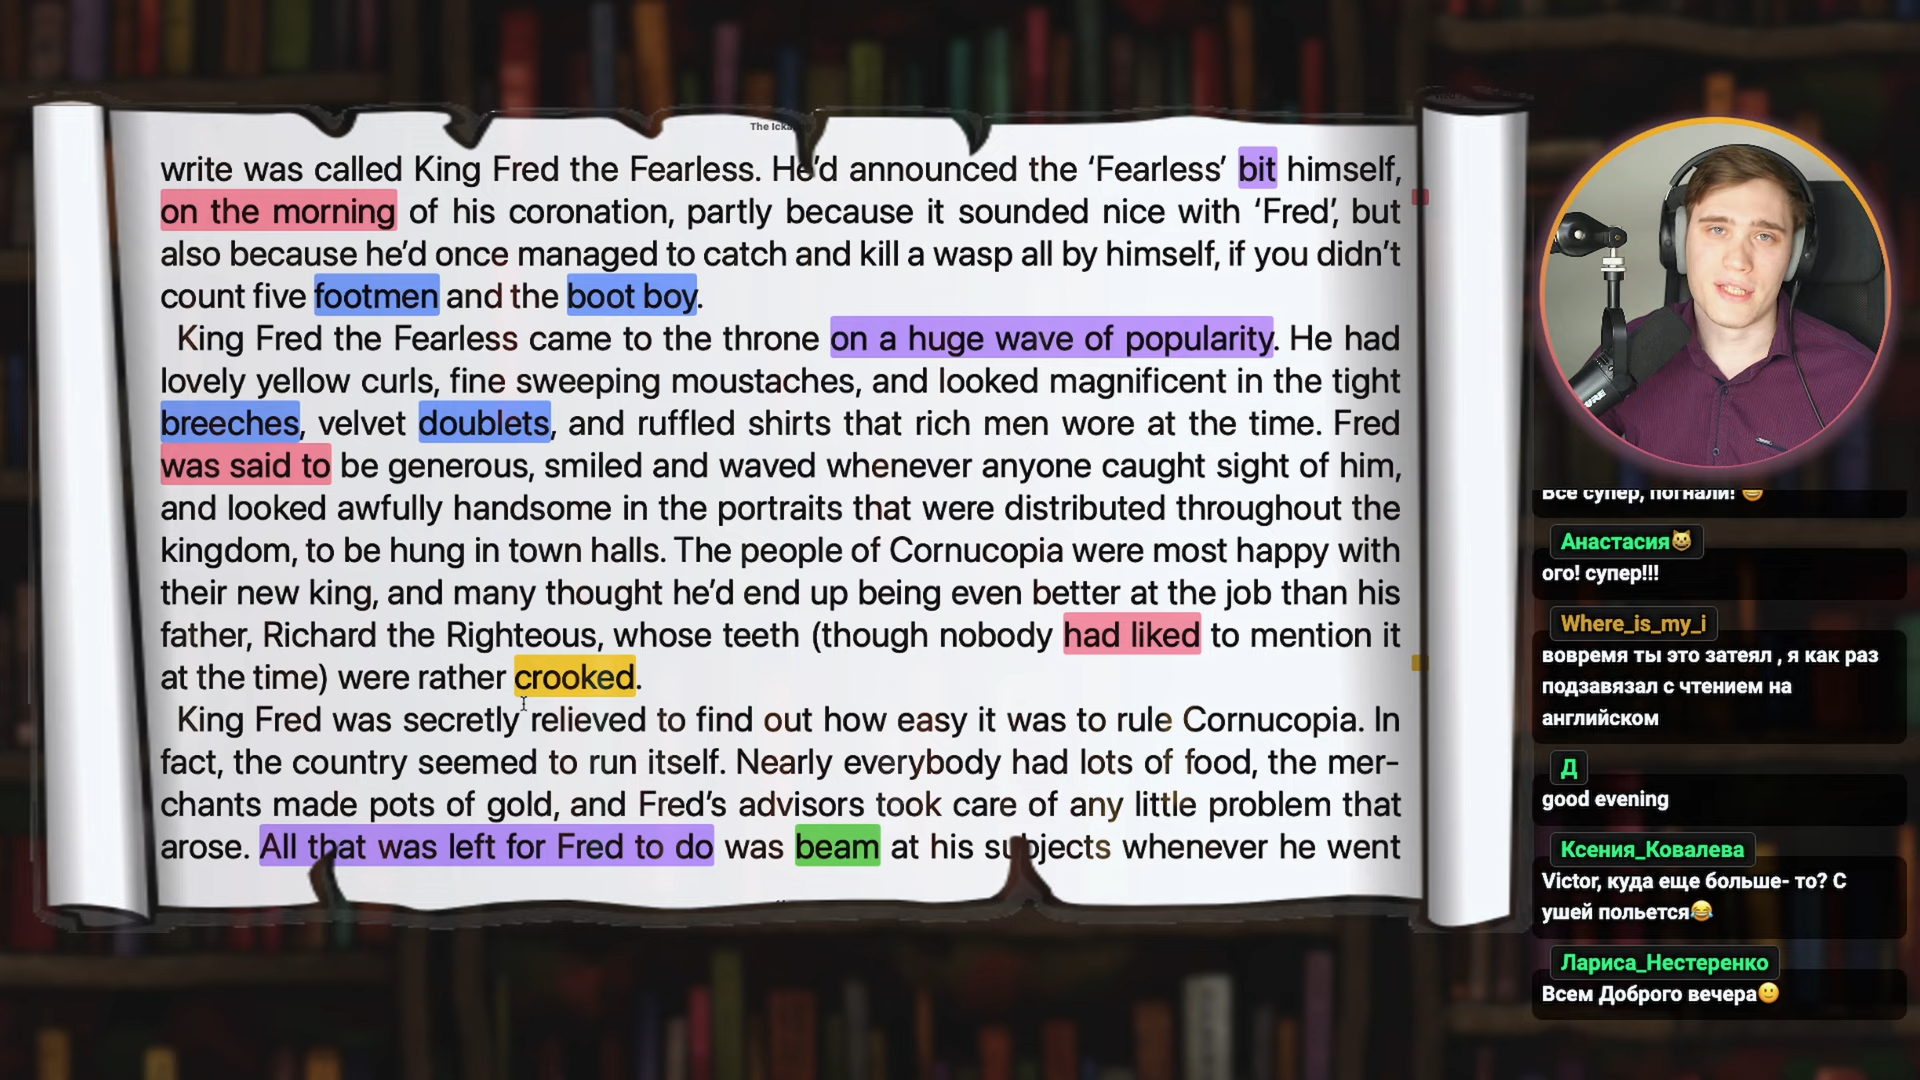 The Icka
write was called King Fred the Fearless. He’d announced the ‘Fearless’ bit himself,
on the morning of his coronation, partly because it sounded nice with ‘Fred’, but
also because he’d once managed to catch and kill a wasp all by himself, if you didn’t
count five footmen and the boot boy.
King Fred the Fearless came to the throne on a huge wave of popularity. He had
lovely yellow curls, fine sweeping moustaches, and looked magnificent in the tight
breeches, velvet doublets, and ruffled shirts that rich men wore at the time. Fred
was said to be generous, smiled and waved whenever anyone caught sight of him,
and looked awfully handsome in the portraits that were distributed throughout the
kingdom, to be hung in town halls. The people of Cornucopia were most happy with
their new king, and many thought he’d end up being even better at the job than his
father, Richard the Righteous, whose teeth (though nobody had liked to mention it
at the time) were rather crooked.
King Fred was secretly relieved to find out how easy it was to rule Cornucopia. In
fact, the country seemed to run itself. Nearly everybody had lots of food, the mer-
chants made pots of gold, and Fred’s advisors took care of any little problem that
arose. All that was left for Fred to do was beam at his subjects whenever he went
Все супер, погнали! 😄
Анастасия😺
ого! супер!!!
Where_is_my_i
вовремя ты это затеял , я как раз
подзавязал с чтением на
английском
Д
good evening
Ксения_Ковалева
Victor, куда еще больше- то? С
ушей польется😂
Лариса_Нестеренко
Всем Доброго вечера🙂